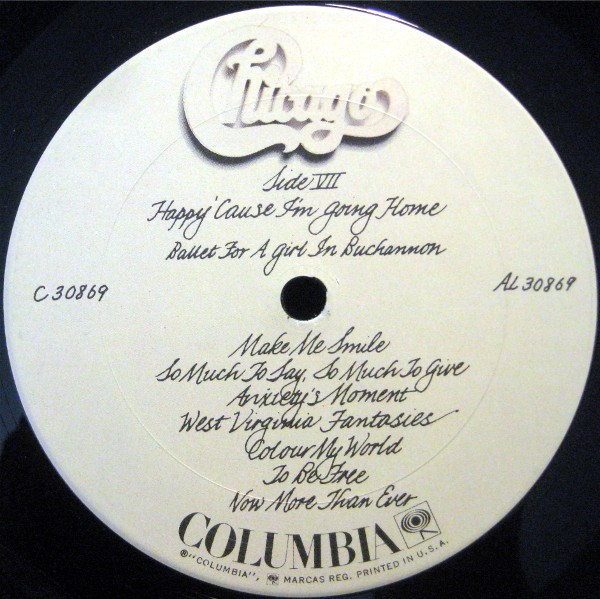 Chicago
Side VII
Happy 'Cause I'm Going Home
Ballet For A Girl In Buchannon
C 30869
AL 30869
Make Me Smile
So Much To Say, So Much To Give
Anxiety's Moment
West Virginia Fantasies
Colour My World
To Be Free
Now More Than Ever
COLUMBIA
®"COLUMBIA", MARCAS REG. PRINTED IN U.S.A.